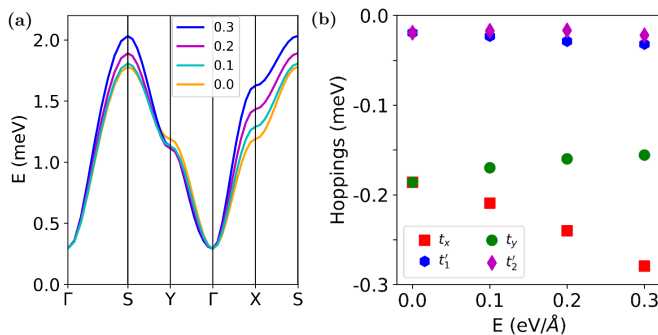 (a)
E (meV)
2.0
1.5
1.0
0.5
0.0
0.3
0.2
0.1
0.0
Γ S Y Γ X S
(b)
Hoppings (meV)
−0.0
−0.1
−0.2
−0.3
t_x t_y
t′_1 t′_2
0.0 0.1 0.2 0.3
E (eV/Å)